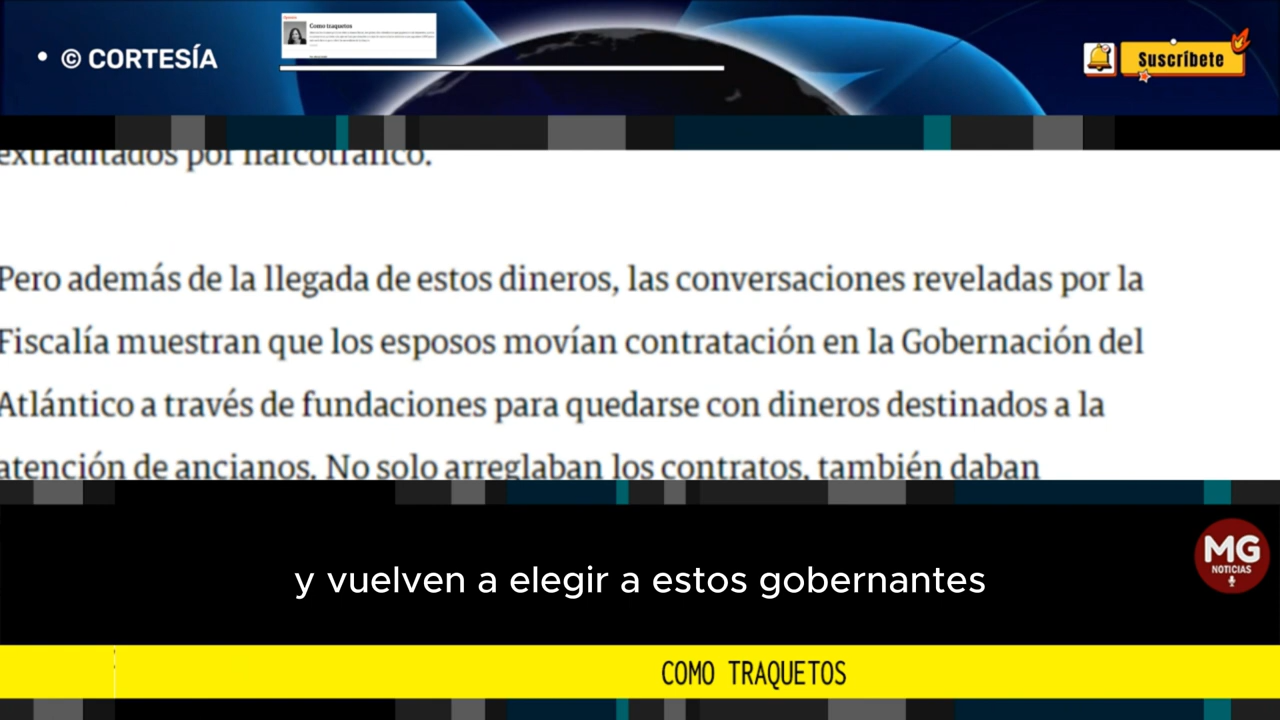 • © CORTESÍA
Como traquetos
Suscríbete
extraditados por narcotráfico.
Pero además de la llegada de estos dineros, las conversaciones reveladas por la
Fiscalía muestran que los esposos movían contratación en la Gobernación del
Atlántico a través de fundaciones para quedarse con dineros destinados a la
atención de ancianos. No solo arreglaban los contratos, también daban
MG
NOTICIAS
y vuelven a elegir a estos gobernantes
COMO TRAQUETOS